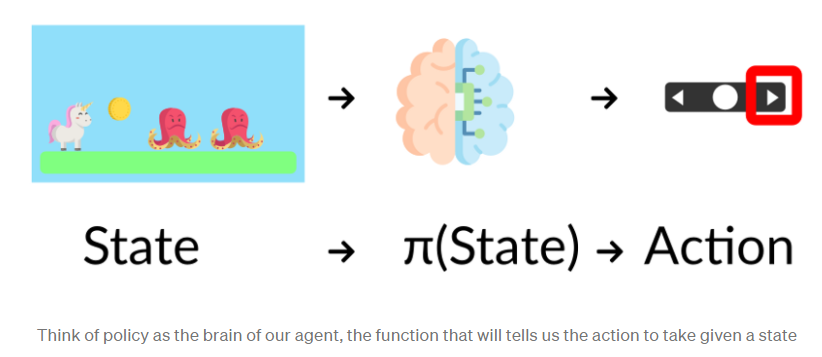 State → π(State) → Action
Think of policy as the brain of our agent, the function that will tells us the action to take given a state